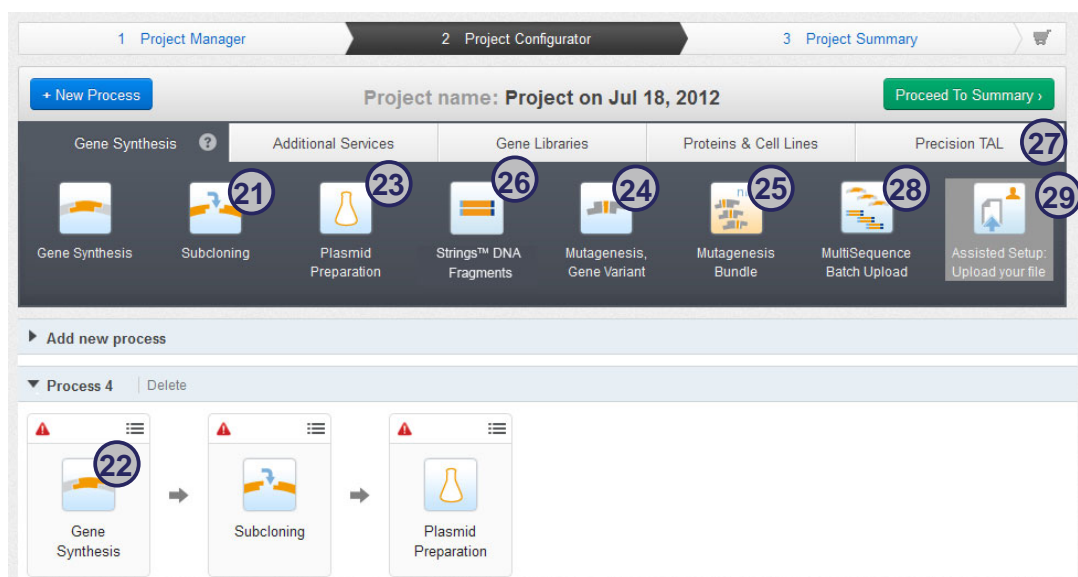 1 Project Manager 2 Project Configurator 3 Project Summary
+ New Process Project name: Project on Jul 18, 2012 Proceed To Summary ›
Gene Synthesis ? Additional Services Gene Libraries Proteins & Cell Lines Precision TAL 27
21 23 26 24 25 28 29
Gene Synthesis Subcloning Plasmid Strings™ DNA Mutagenesis, Mutagenesis MultiSequence Assisted Setup:
Preparation Fragments Gene Variant Bundle Batch Upload Upload your file
Add new process
Process 4 Delete
22
Gene Subcloning Plasmid
Synthesis Preparation